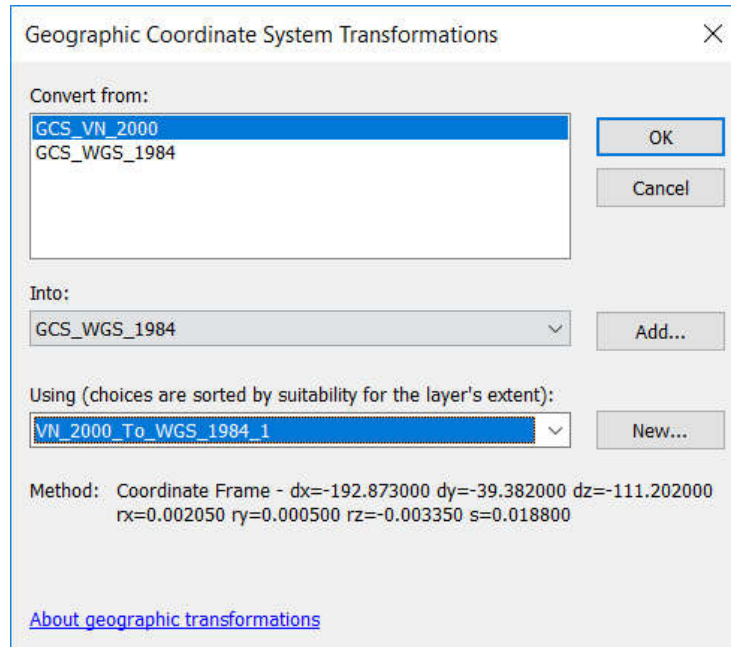 Geographic Coordinate System Transformations
Convert from:
GCS_VN_2000
GCS_WGS_1984
OK
Cancel
Into:
GCS_WGS_1984
Add...
Using (choices are sorted by suitability for the layer's extent):
VN_2000_To_WGS_1984_1
New...
Method: Coordinate Frame - dx=-192.873000 dy=-39.382000 dz=-111.202000
rx=0.002050 ry=0.000500 rz=-0.003350 s=0.018800
About geographic transformations